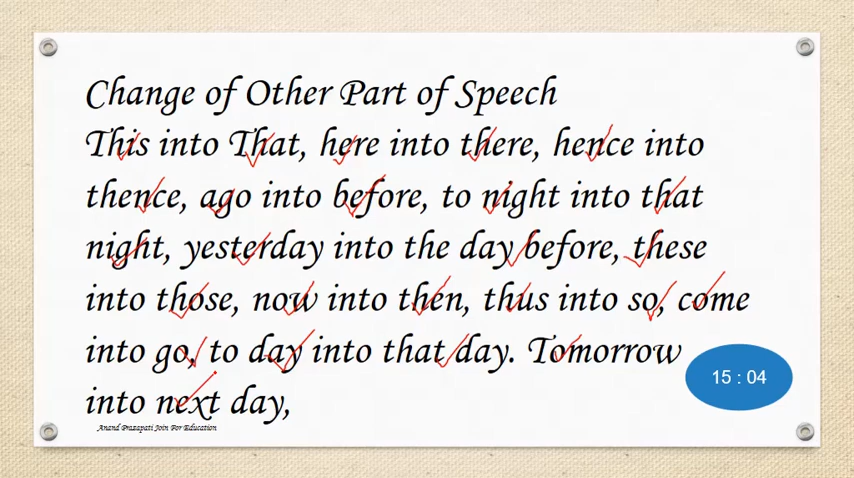 Change of Other Part of Speech
This into That, here into there, hence into
thence, ago into before, to night into that
night, yesterday into the day before, these
into those, now into then, thus into so, come
into go, to day into that day. Tomorrow
into next day,
15 : 04
Anand Prazapati Join For Education